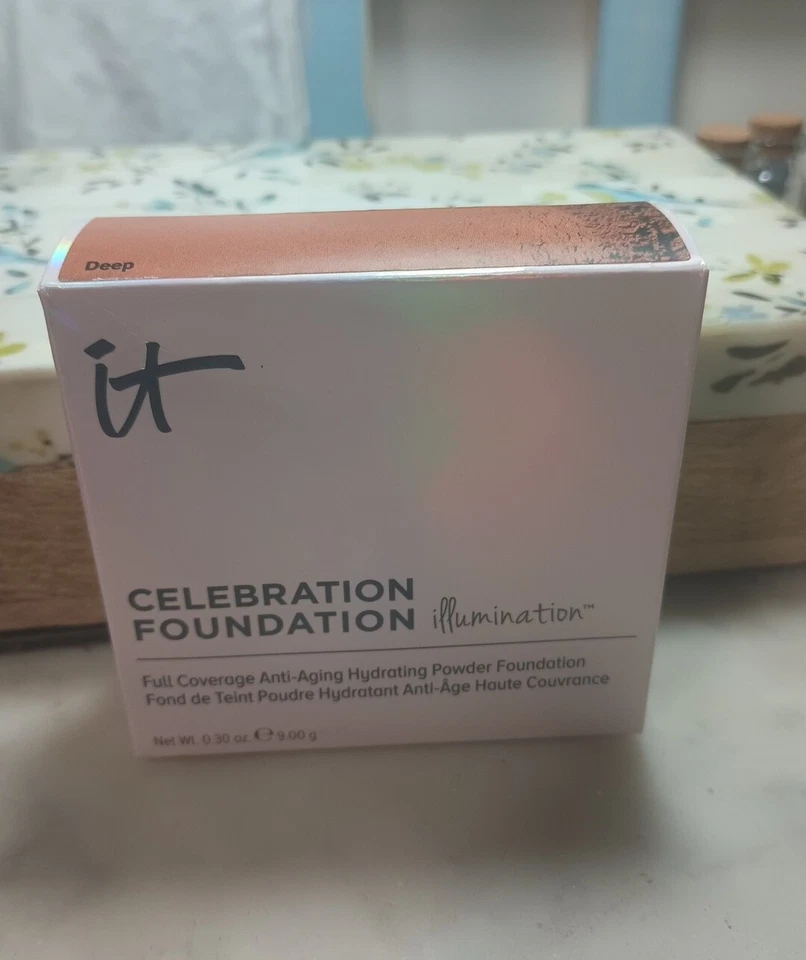 Deep
it
CELEBRATION
FOUNDATION illumination™
Full Coverage Anti-Aging Hydrating Powder Foundation
Fond de Teint Poudre Hydratant Anti-Âge Haute Couvrance
Net Wt. 0.30 oz. ℮ 9.00 g